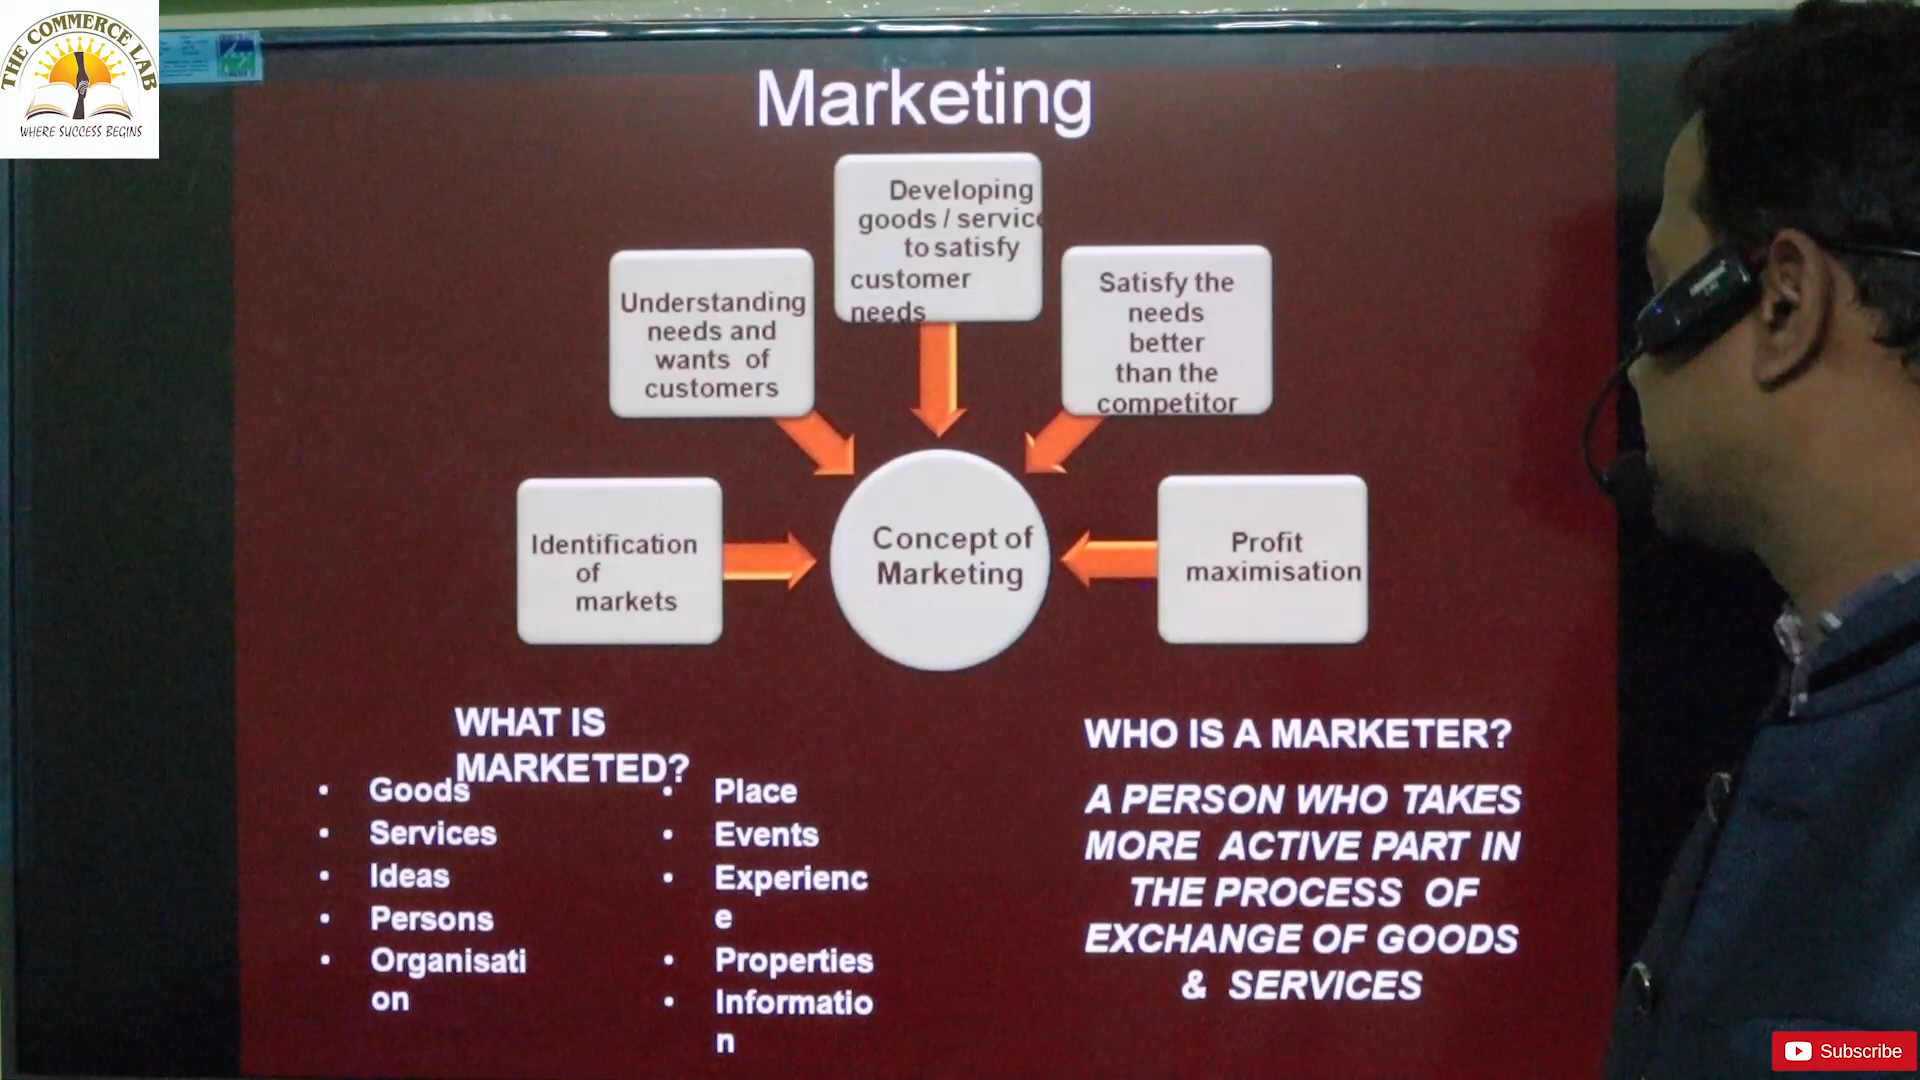 THE COMMERCE LAB
WHERE SUCCESS BEGINS
Marketing
Developing
goods / service
to satisfy
customer
needs
Understanding
needs and
wants of
customers
Satisfy the
needs
better
than the
competitor
Identification
of
markets
Concept of
Marketing
Profit
maximisation
WHAT IS
MARKETED?
• Goods
• Services
• Ideas
• Persons
• Organisati
on
• Place
• Events
• Experienc
e
• Properties
• Informatio
n
WHO IS A MARKETER?
A PERSON WHO TAKES
MORE ACTIVE PART IN
THE PROCESS OF
EXCHANGE OF GOODS
& SERVICES
Subscribe